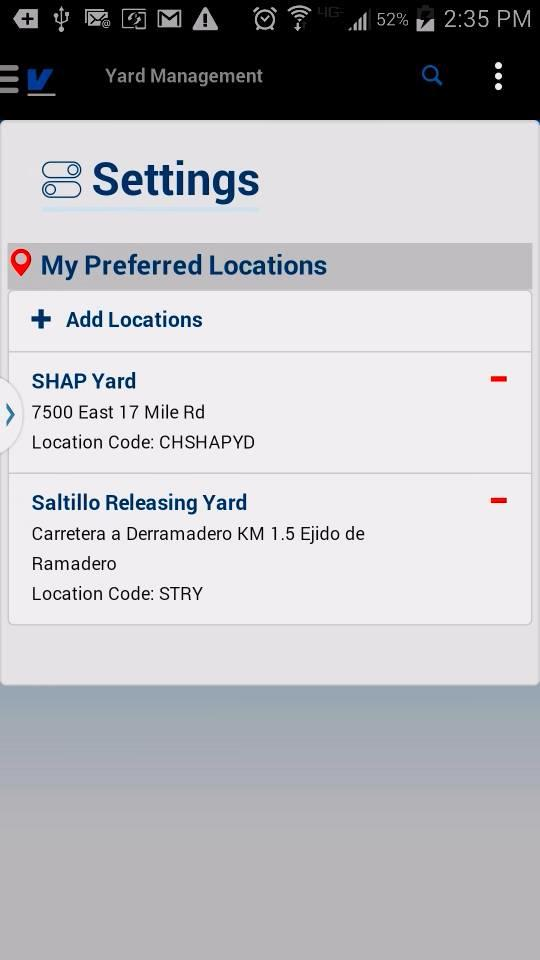 4G 52% 2:35 PM
Yard Management
Settings
My Preferred Locations
Add Locations
SHAP Yard
7500 East 17 Mile Rd
Location Code: CHSHAPYD
Saltillo Releasing Yard
Carretera a Derramadero KM 1.5 Ejido de
Ramadero
Location Code: STRY